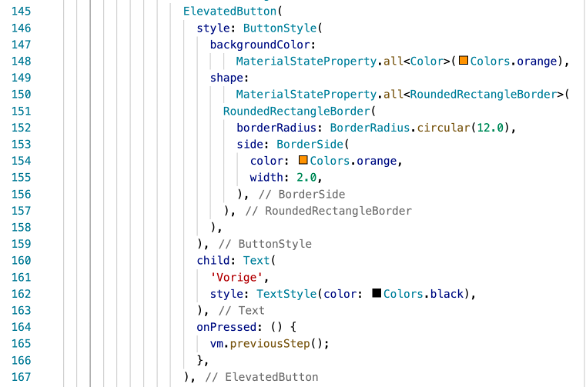 145 ElevatedButton(
146 style: ButtonStyle(
147 backgroundColor:
148 MaterialStateProperty.all<Color>(Colors.orange),
149 shape:
150 MaterialStateProperty.all<RoundedRectangleBorder>(
151 RoundedRectangleBorder(
152 borderRadius: BorderRadius.circular(12.0),
153 side: BorderSide(
154 color: Colors.orange,
155 width: 2.0,
156 ), // BorderSide
157 ), // RoundedRectangleBorder
158 ),
159 ), // ButtonStyle
160 child: Text(
161 'Vorige',
162 style: TextStyle(color: Colors.black),
163 ), // Text
164 onPressed: () {
165 vm.previousStep();
166 },
167 ), // ElevatedButton